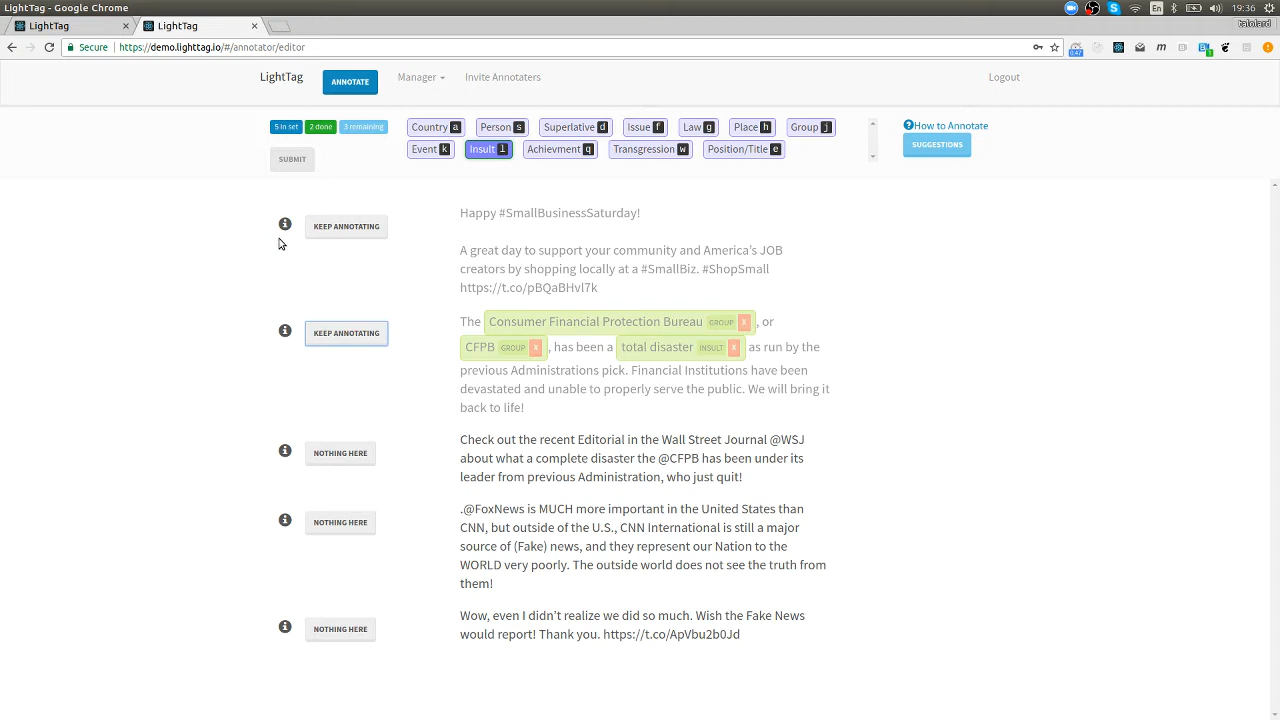 LightTag - Google Chrome
En
19:36
LightTag x
LightTag x
talolard
Secure https://demo.lighttag.io/#/annotator/editor
LightTag ANNOTATE Manager Invite Annotaters Logout
5 in set 2 done 3 remaining
Country a Person s Superlative d Issue f Law g Place h Group j
How to Annotate
Event k Insult l Achievment q Transgression w Position/Title e
SUGGESTIONS
SUBMIT
KEEP ANNOTATING
Happy #SmallBusinessSaturday!
A great day to support your community and America's JOB
creators by shopping locally at a #SmallBiz. #ShopSmall
https://t.co/pBQaBHvl7k
KEEP ANNOTATING
The Consumer Financial Protection Bureau GROUP x , or
CFPB GROUP x , has been a total disaster INSULT x as run by the
previous Administrations pick. Financial Institutions have been
devastated and unable to properly serve the public. We will bring it
back to life!
NOTHING HERE
Check out the recent Editorial in the Wall Street Journal @WSJ
about what a complete disaster the @CFPB has been under its
leader from previous Administration, who just quit!
NOTHING HERE
.@FoxNews is MUCH more important in the United States than
CNN, but outside of the U.S., CNN International is still a major
source of (Fake) news, and they represent our Nation to the
WORLD very poorly. The outside world does not see the truth from
them!
NOTHING HERE
Wow, even I didn't realize we did so much. Wish the Fake News
would report! Thank you. https://t.co/ApVbu2b0Jd